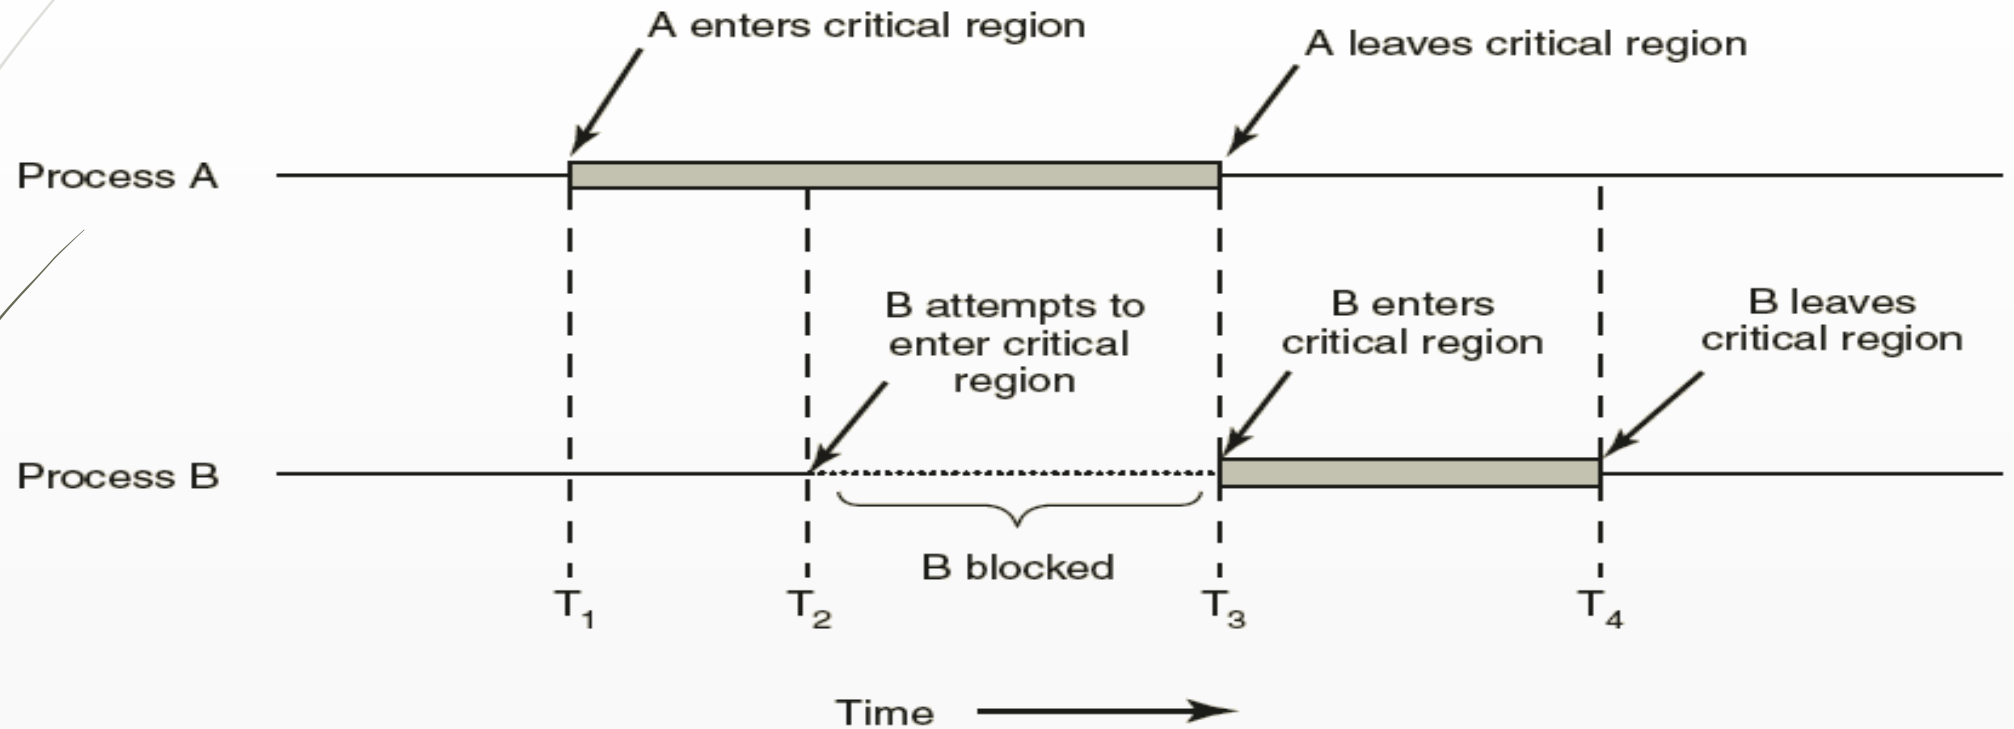 A enters critical region
A leaves critical region
Process A
B attempts to
enter critical
region
B enters
critical region
B leaves
critical region
Process B
B blocked
T1
T2
T3
T4
Time